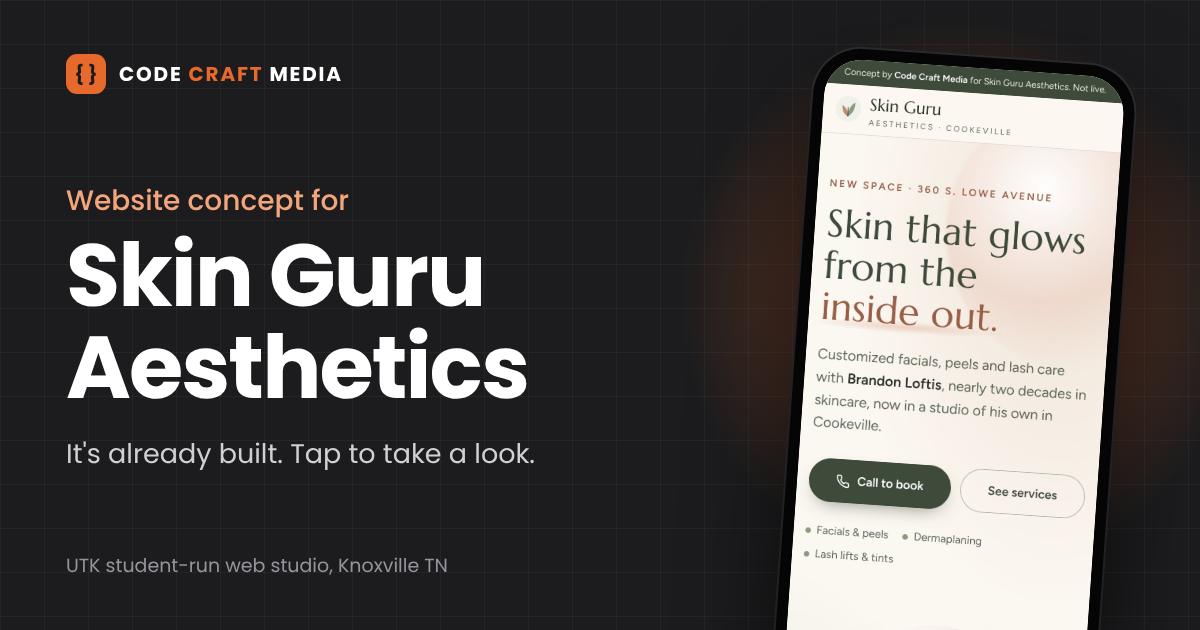 { }
CODE CRAFT MEDIA
Website concept for
Skin Guru
Aesthetics
It's already built. Tap to take a look.
UTK student-run web studio, Knoxville TN
Concept by Code Craft Media for Skin Guru Aesthetics. Not live.
Skin Guru
AESTHETICS · COOKEVILLE
NEW SPACE · 360 S. LOWE AVENUE
Skin that glows
from the
inside out.
Customized facials, peels and lash care
with Brandon Loftis, nearly two decades in
skincare, now in a studio of his own in
Cookeville.
Call to book
See services
Facials & peels
Dermaplaning
Lash lifts & tints